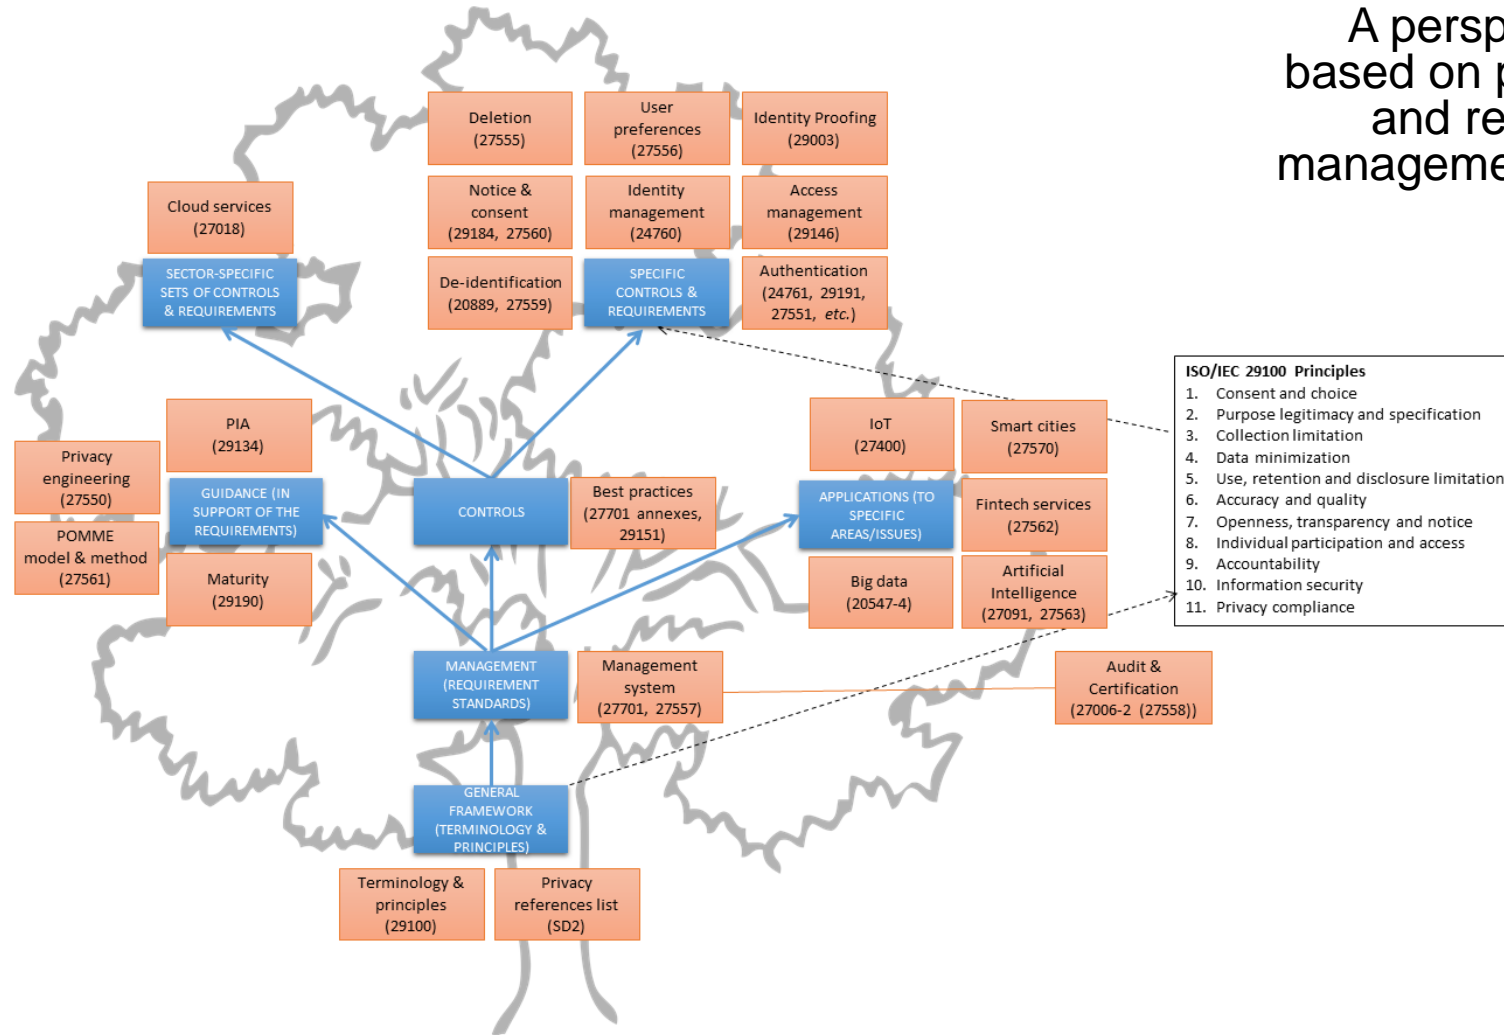 A persp
based on p
and re
manageme
Deletion
(27555)
User
preferences
(27556)
Identity Proofing
(29003)
Cloud services
(27018)
Notice &
consent
(29184, 27560)
Identity
management
(24760)
Access
management
(29146)
SECTOR-SPECIFIC
SETS OF CONTROLS
& REQUIREMENTS
De-identification
(20889, 27559)
SPECIFIC
CONTROLS &
REQUIREMENTS
Authentication
(24761, 29191,
27551, etc.)
ISO/IEC 29100 Principles
1. Consent and choice
2. Purpose legitimacy and specification
3. Collection limitation
4. Data minimization
5. Use, retention and disclosure limitation
6. Accuracy and quality
7. Openness, transparency and notice
8. Individual participation and access
9. Accountability
10. Information security
11. Privacy compliance
PIA
(29134)
Privacy
engineering
(27550)
GUIDANCE (IN
SUPPORT OF THE
REQUIREMENTS)
POMME
model & method
(27561)
Maturity
(29190)
CONTROLS
Best practices
(27701 annexes,
29151)
IoT
(27400)
Smart cities
(27570)
APPLICATIONS (TO
SPECIFIC
AREAS/ISSUES)
Fintech services
(27562)
Big data
(20547-4)
Artificial
Intelligence
(27091, 27563)
MANAGEMENT
(REQUIREMENT
STANDARDS)
Management
system
(27701, 27557)
Audit &
Certification
(27006-2 (27558))
GENERAL
FRAMEWORK
(TERMINOLOGY &
PRINCIPLES)
Terminology &
principles
(29100)
Privacy
references list
(SD2)